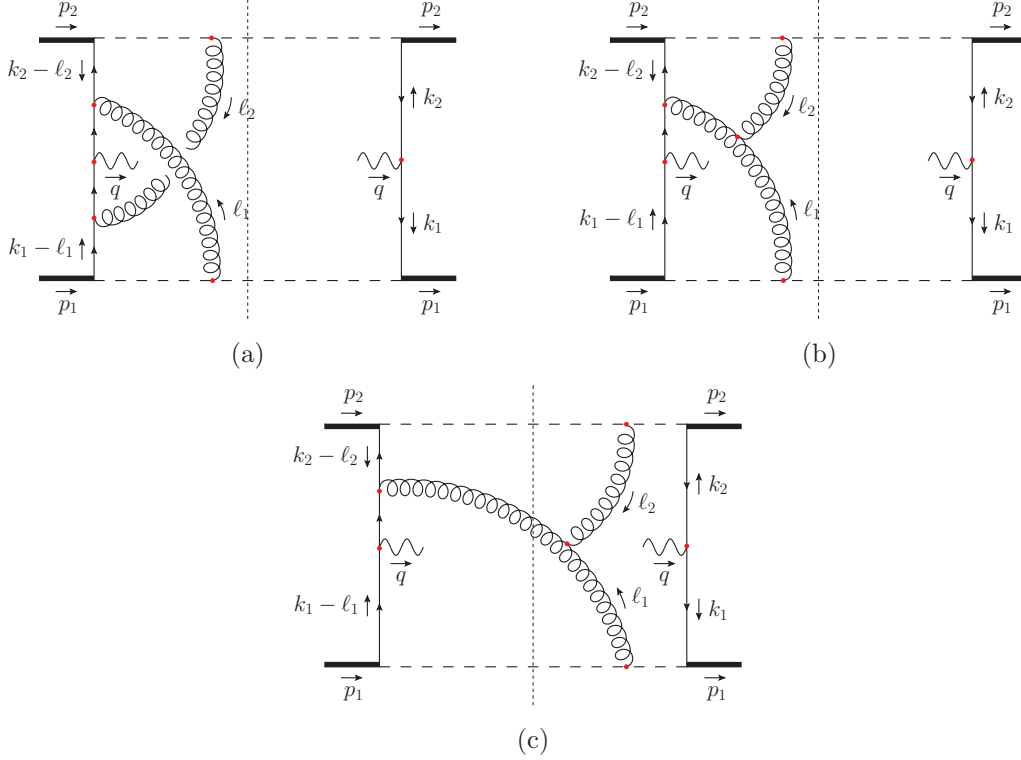 p₂ p₂ p₂ p₂
k₂ − ℓ₂ ℓ₂ k₂ k₂ − ℓ₂ ℓ₂ k₂
q q q q
k₁ − ℓ₁ ℓ₁ k₁ k₁ − ℓ₁ ℓ₁ k₁
p₁ p₁ p₁ p₁
(a) (b)
p₂ p₂
k₂ − ℓ₂ ℓ₂ k₂
q q
k₁ − ℓ₁ ℓ₁ k₁
p₁ p₁
(c)